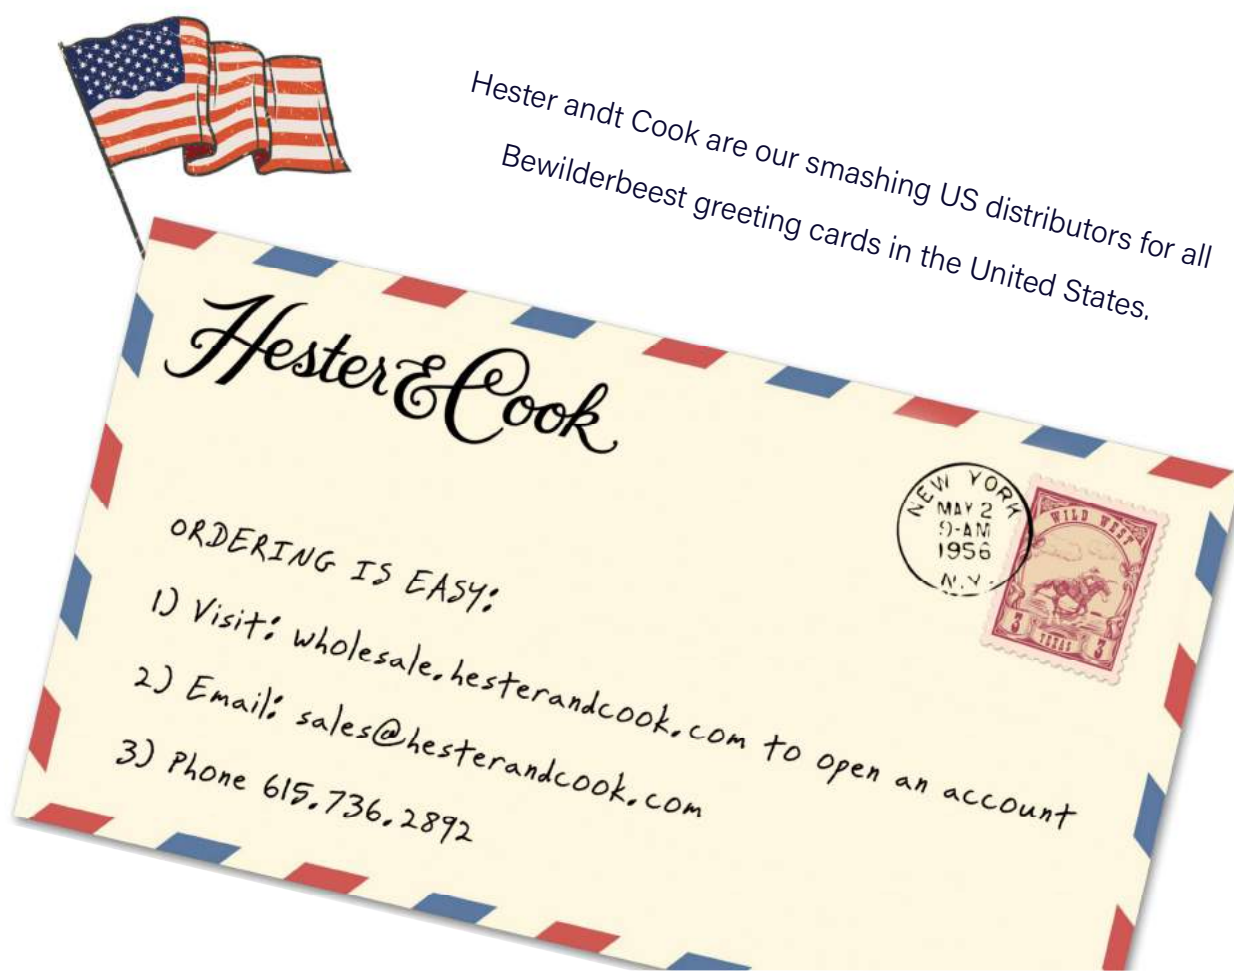 Hester andt Cook are our smashing US distributors for all
Bewilderbeest greeting cards in the United States.
Hester & Cook
NEW YORK
MAY 2
9-AM
1956
N.Y.
WILD WEST
3 TEXAS 3
ORDERING IS EASY:
1) Visit: wholesale.hesterandcook.com to open an account
2) Email: sales@hesterandcook.com
3) Phone 615.736.2892